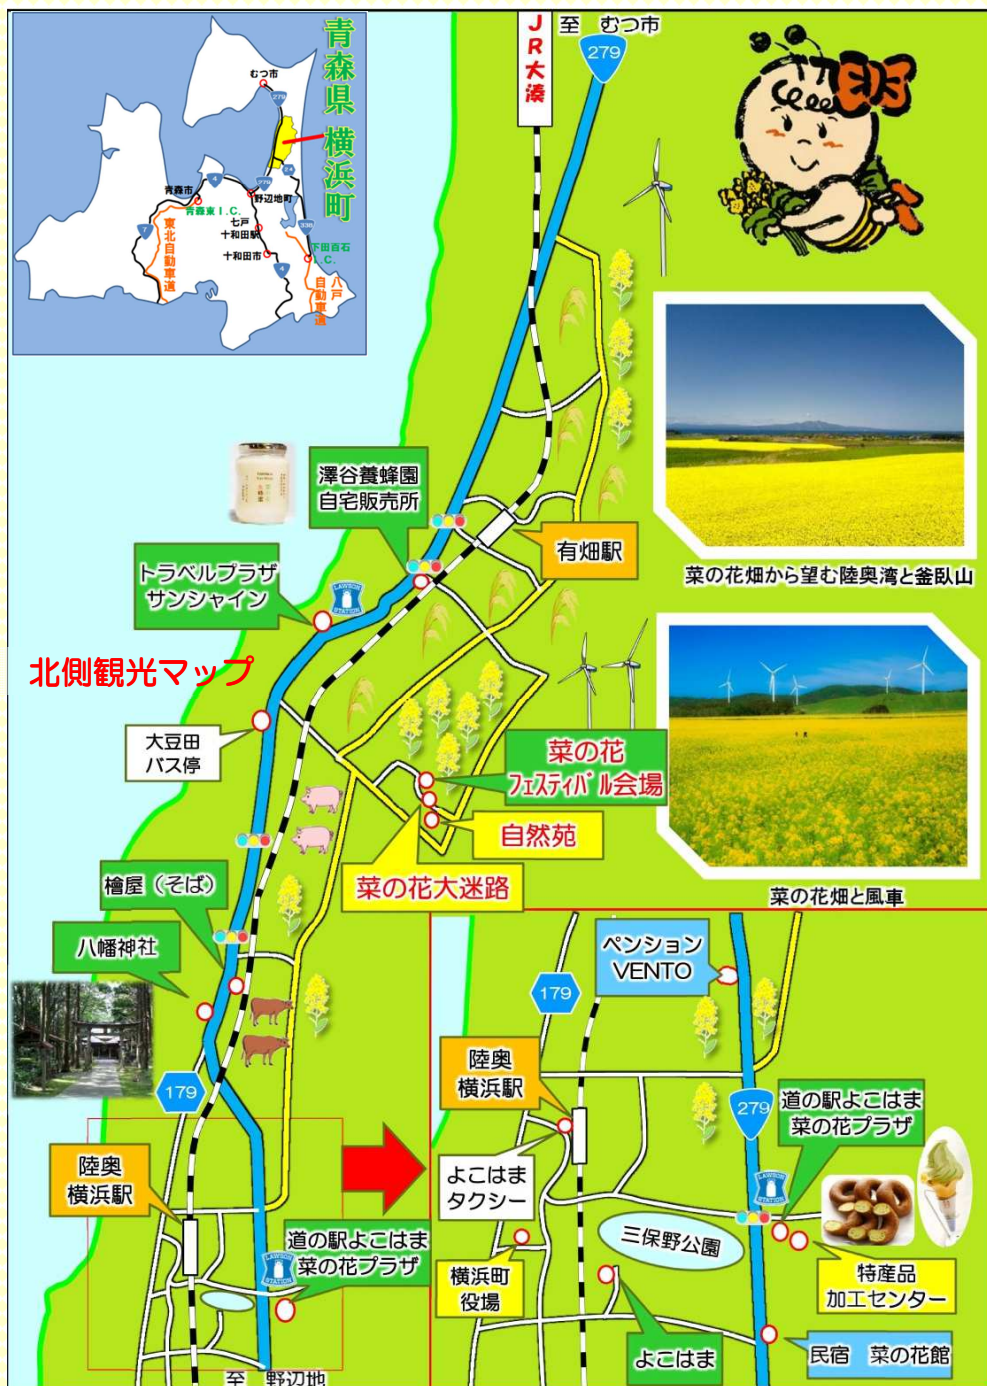 JR大湊
至 むつ市
279
青森県 横浜町
むつ市
279
青森市
4
青森東I.C.
279
野辺地町
七戸
十和田駅
十和田市
7
4
338
東北自動車道
下田百石
I.C.
八戸
自動車道
澤谷養蜂園
自宅販売所
有畑駅
トラベルプラザ
サンシャイン
LAWSON
STATION
菜の花畑から望む陸奥湾と釜臥山
北側観光マップ
大豆田
バス停
菜の花
フェスティバル会場
自然苑
菜の花大迷路
菜の花畑と風車
檜屋(そば)
八幡神社
179
陸奥
横浜駅
道の駅よこはま
菜の花プラザ
LAWSON
STATION
至 野辺地
ペンション
VENTO
179
陸奥
横浜駅
279
道の駅よこはま
菜の花プラザ
よこはま
タクシー
LAWSON
STATION
三保野公園
横浜町
役場
特産品
加工センター
よこはま
民宿 菜の花館